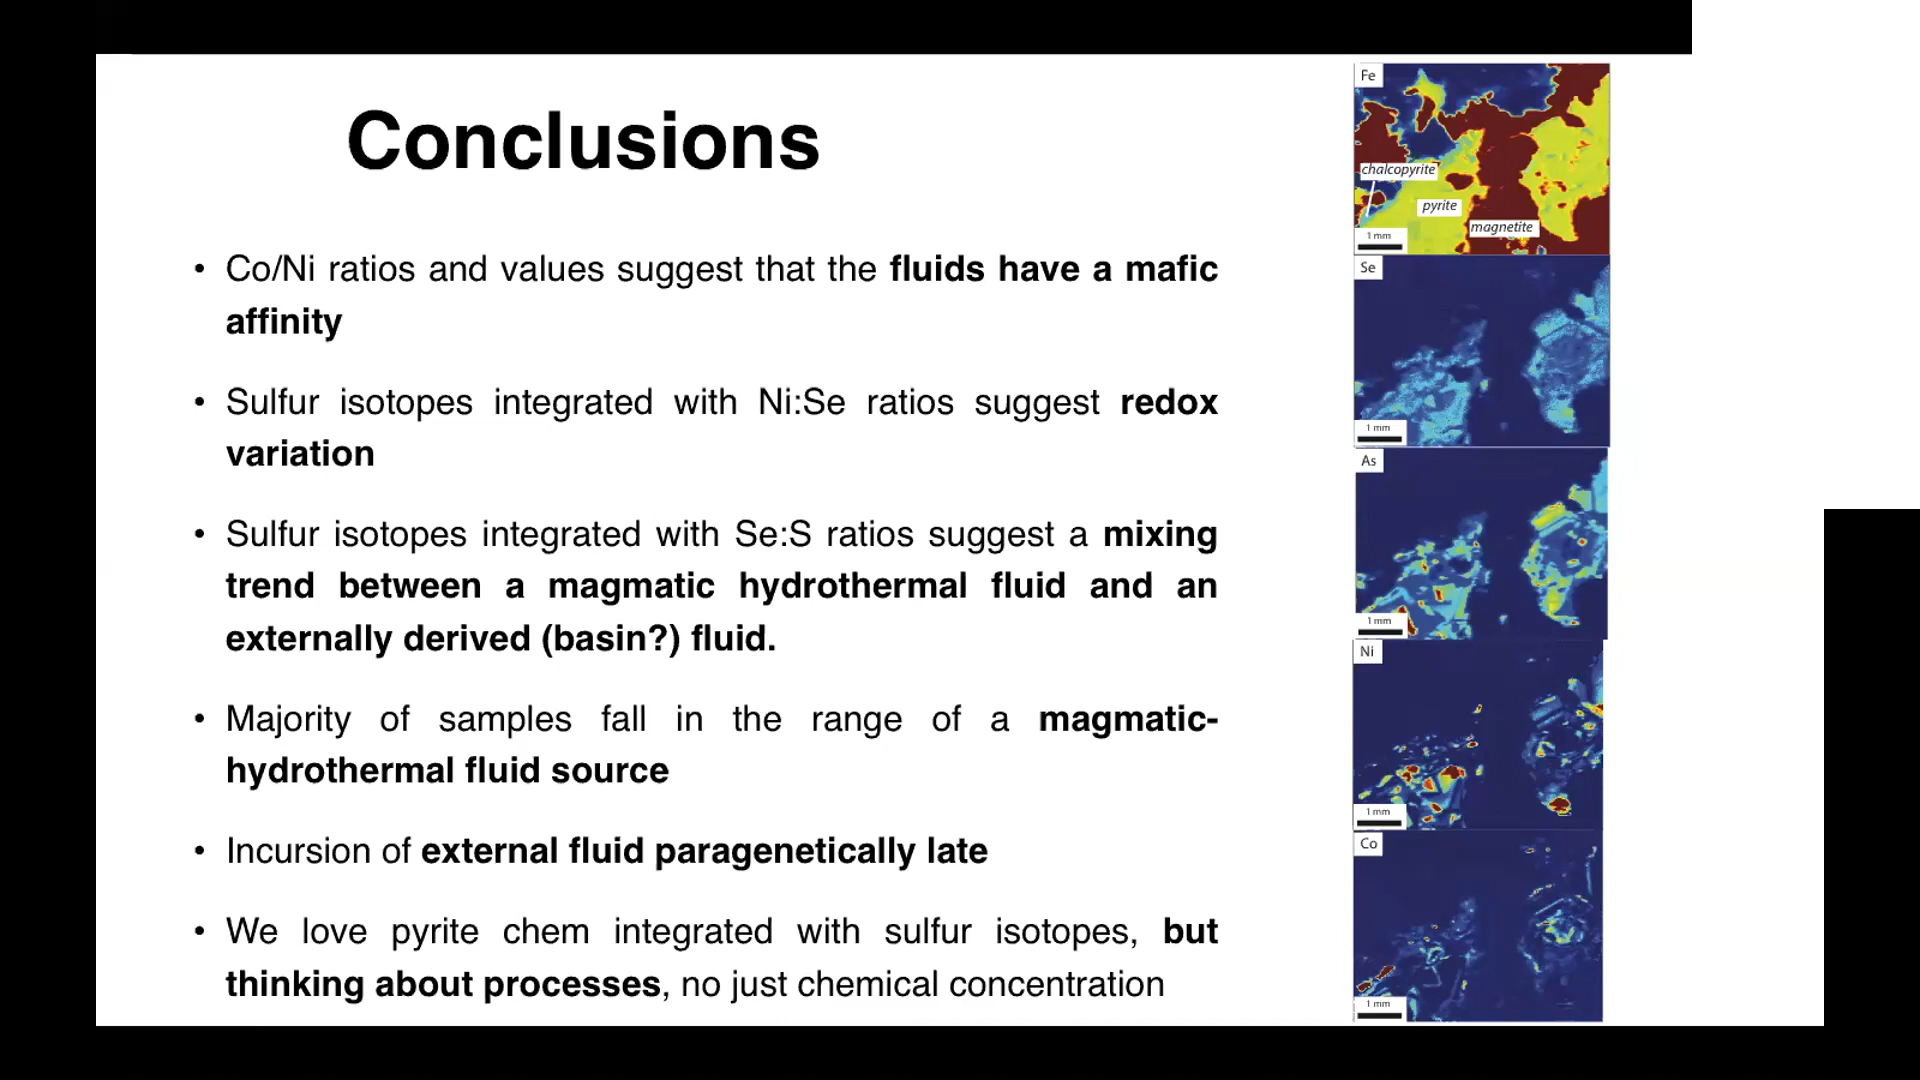 Conclusions
• Co/Ni ratios and values suggest that the fluids have a mafic
affinity
• Sulfur isotopes integrated with Ni:Se ratios suggest redox
variation
• Sulfur isotopes integrated with Se:S ratios suggest a mixing
trend between a magmatic hydrothermal fluid and an
externally derived (basin?) fluid.
• Majority of samples fall in the range of a magmatic-
hydrothermal fluid source
• Incursion of external fluid paragenetically late
• We love pyrite chem integrated with sulfur isotopes, but
thinking about processes, no just chemical concentration
Fe
chalcopyrite
pyrite
magnetite
1 mm
Se
1 mm
As
1 mm
Ni
1 mm
Co
1 mm